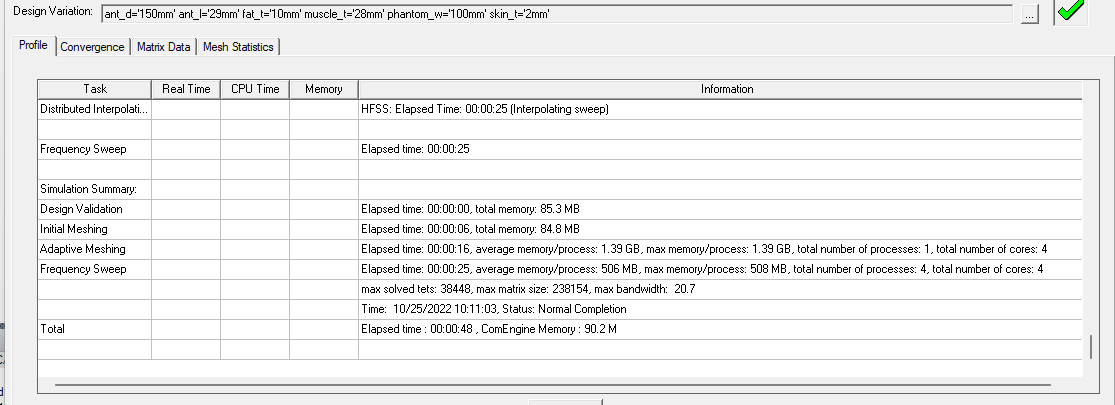 Design Variation: ant_d='150mm' ant_l='29mm' fat_t='10mm' muscle_t='28mm' phantom_w='100mm' skin_t='2mm' ...
Profile Convergence Matrix Data Mesh Statistics
Task Real Time CPU Time Memory Information
Distributed Interpolati... HFSS: Elapsed Time: 00:00:25 (Interpolating sweep)
Frequency Sweep Elapsed time: 00:00:25
Simulation Summary:
Design Validation Elapsed time: 00:00:00, total memory: 85.3 MB
Initial Meshing Elapsed time: 00:00:06, total memory: 84.8 MB
Adaptive Meshing Elapsed time: 00:00:16, average memory/process: 1.39 GB, max memory/process: 1.39 GB, total number of processes: 1, total number of cores: 4
Frequency Sweep Elapsed time: 00:00:25, average memory/process: 506 MB, max memory/process: 508 MB, total number of processes: 4, total number of cores: 4
max solved tets: 38448, max matrix size: 238154, max bandwidth: 20.7
Time: 10/25/2022 10:11:03, Status: Normal Completion
Total Elapsed time : 00:00:48 , ComEngine Memory : 90.2 M